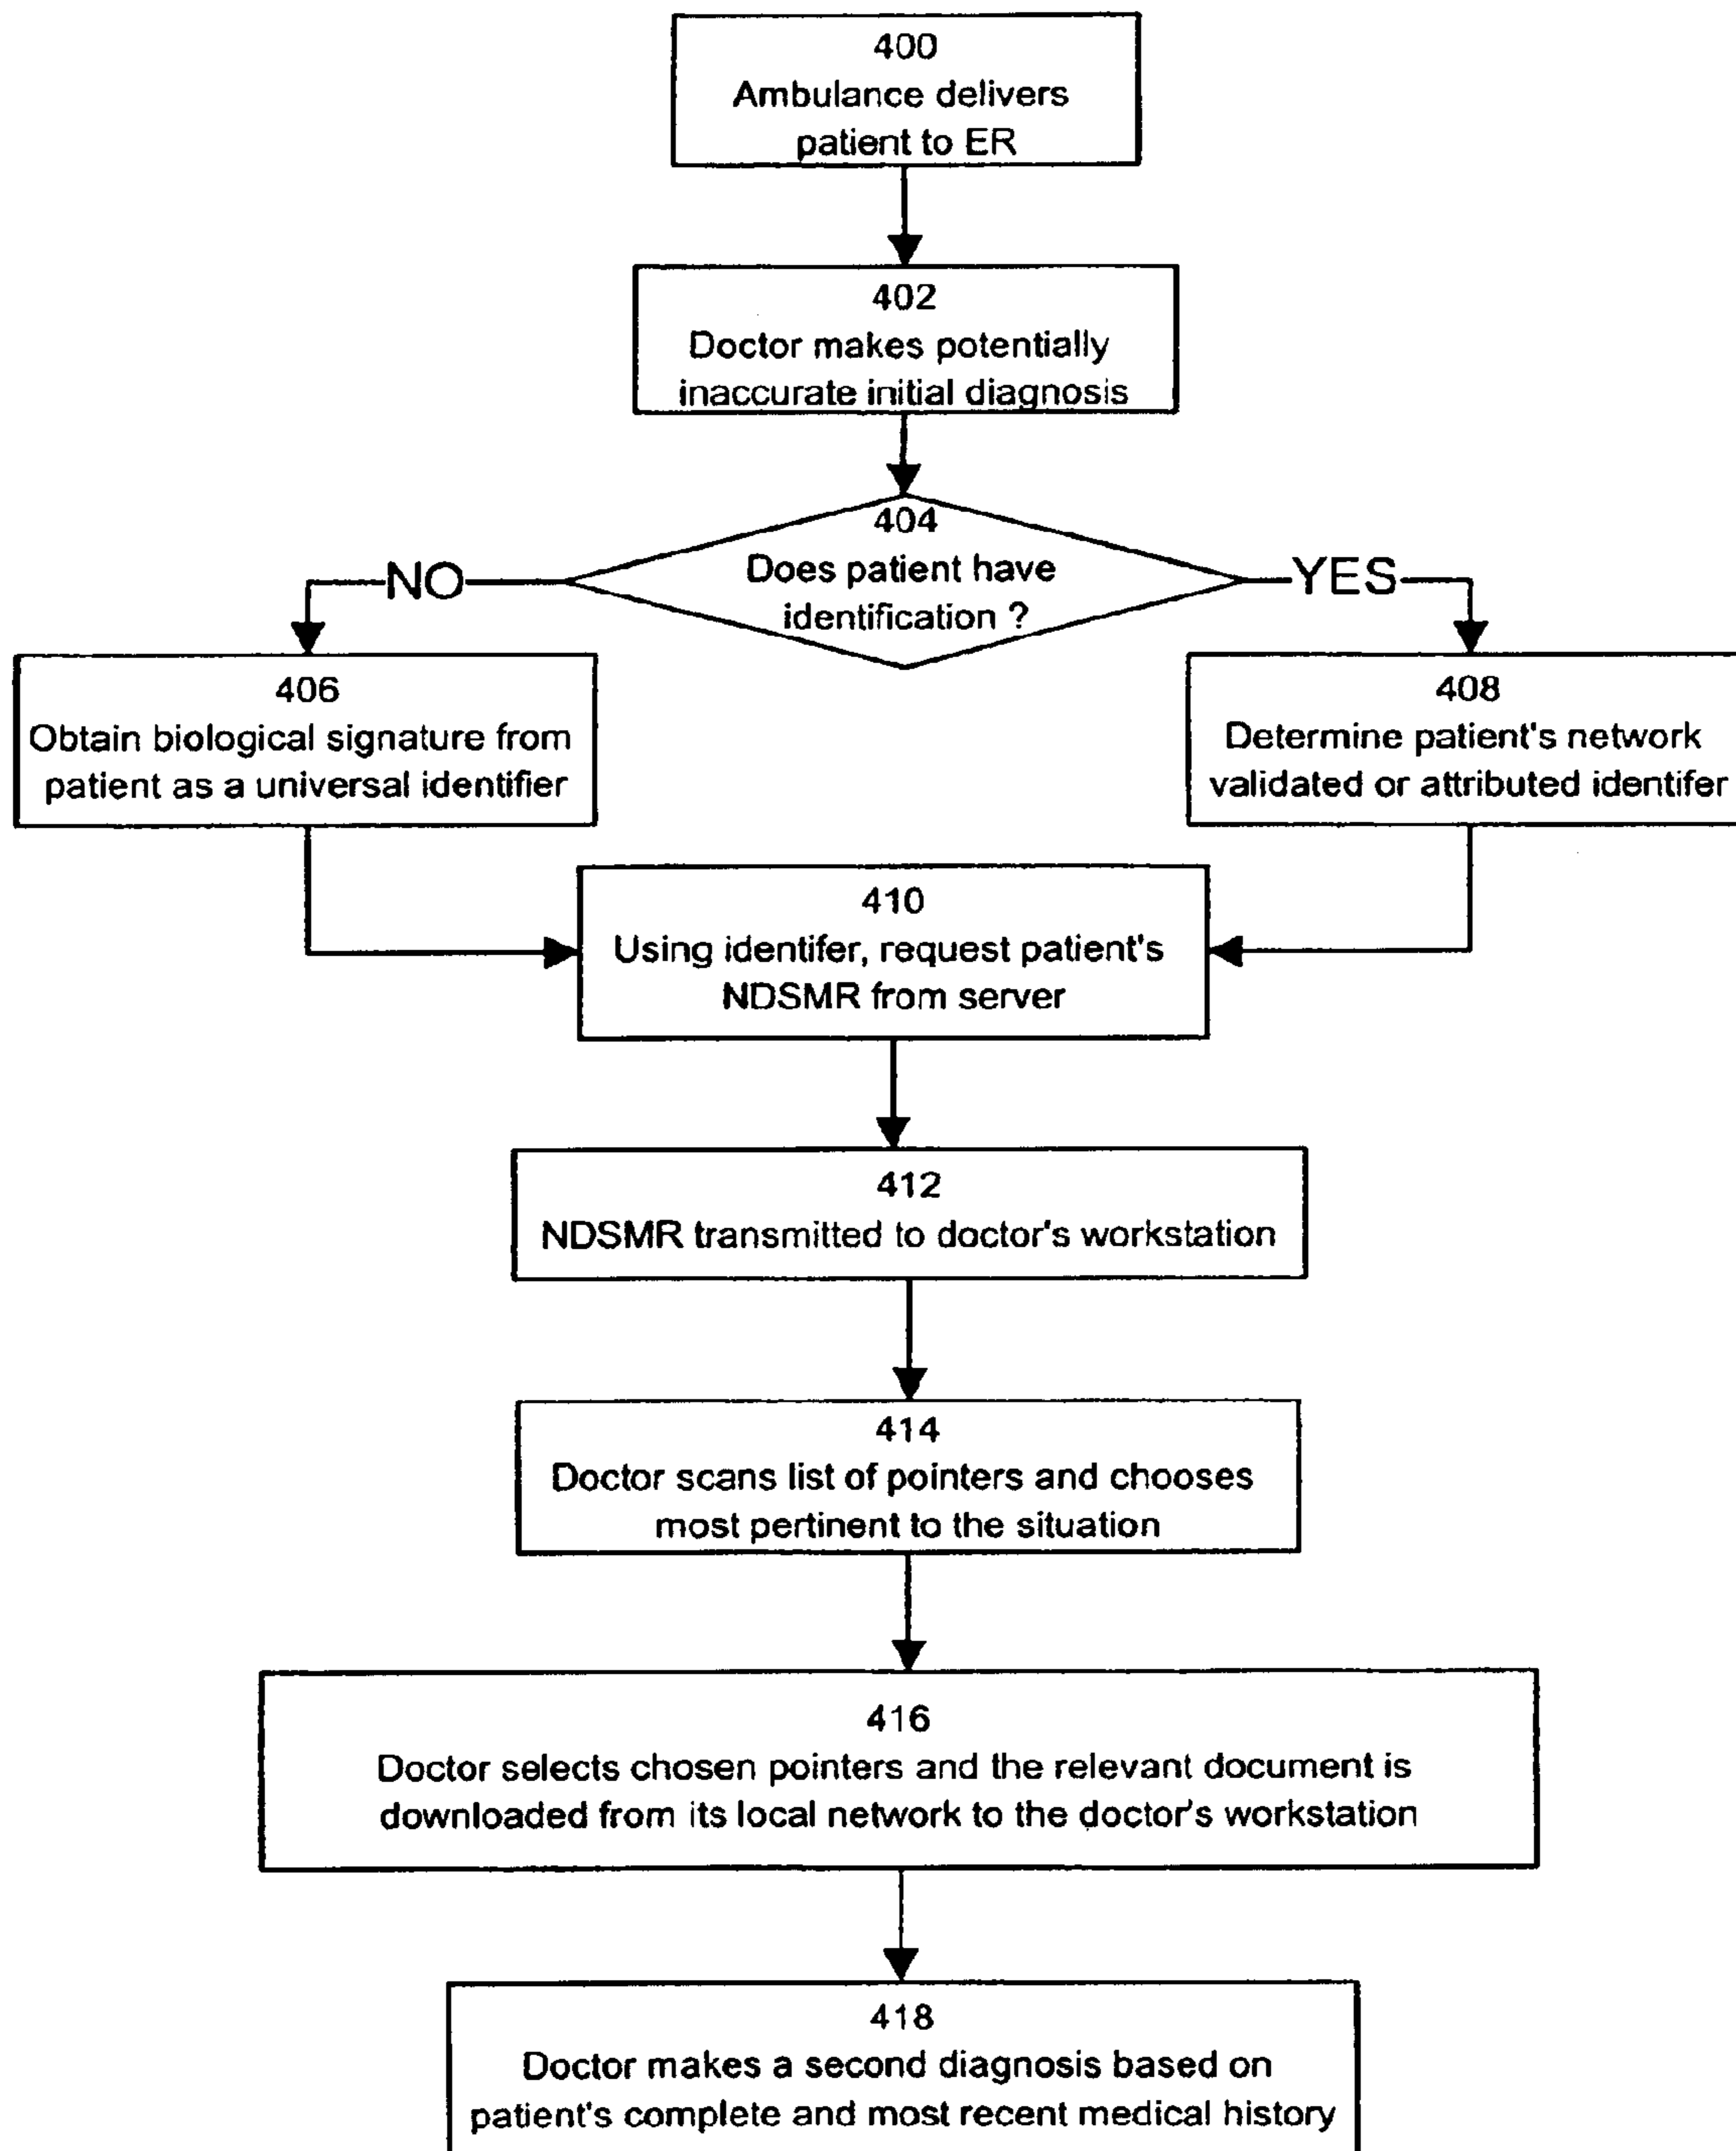 400
Ambulance delivers
patient to ER
402
Doctor makes potentially
inaccurate initial diagnosis
404
Does patient have
identification ?
NO
YES
406
Obtain biological signature from
patient as a universal identifier
408
Determine patient's network
validated or attributed identifer
410
Using identifer, request patient's
NDSMR from server
412
NDSMR transmitted to doctor's workstation
414
Doctor scans list of pointers and chooses
most pertinent to the situation
416
Doctor selects chosen pointers and the relevant document is
downloaded from its local network to the doctor's workstation
418
Doctor makes a second diagnosis based on
patient's complete and most recent medical history